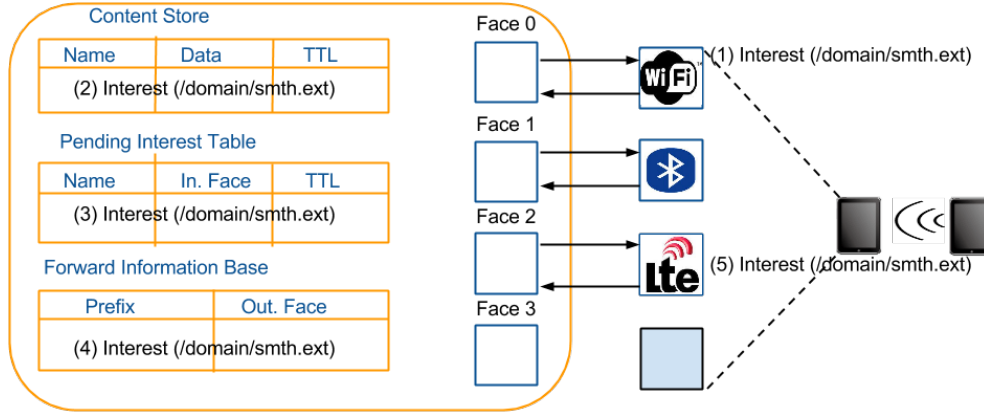 Content Store
Name Data TTL
(2) Interest (/domain/smth.ext)
Pending Interest Table
Name In. Face TTL
(3) Interest (/domain/smth.ext)
Forward Information Base
Prefix Out. Face
(4) Interest (/domain/smth.ext)
Face 0
Face 1
Face 2
Face 3
WiFi
Lte
(1) Interest (/domain/smth.ext)
(5) Interest (/domain/smth.ext)